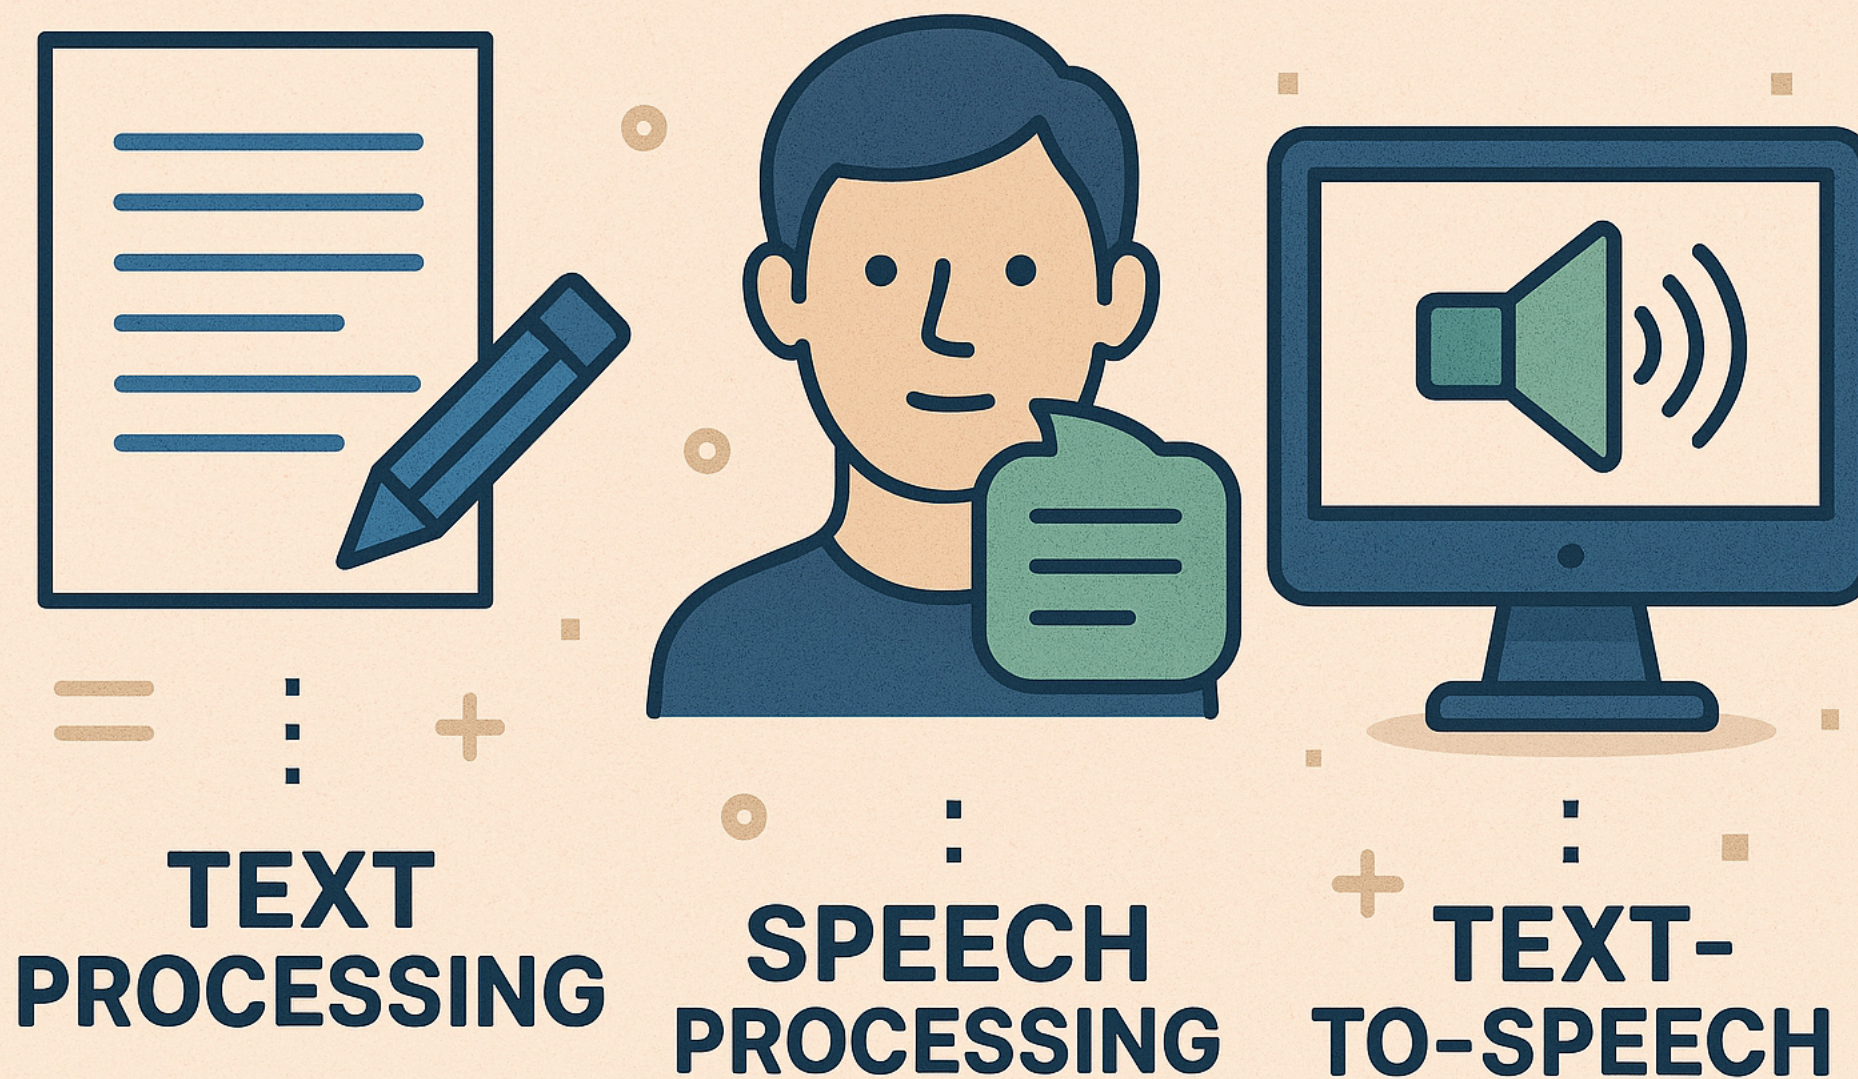 TEXT
PROCESSING
SPEECH
PROCESSING
TEXT-
TO-SPEECH